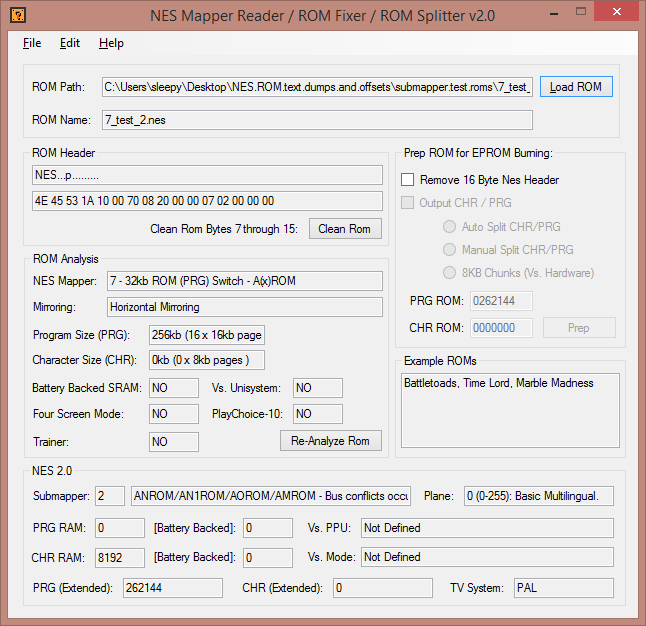 NES Mapper Reader / ROM Fixer / ROM Splitter v2.0
File Edit Help
ROM Path: C:\Users\sleepy\Desktop\NES.ROM.text.dumps.and.offsets\submapper.test.roms\7_test_ Load ROM
ROM Name: 7_test_2.nes
ROM Header
NES...p.........
4E 45 53 1A 10 00 70 08 20 00 00 07 02 00 00 00
Clean Rom Bytes 7 through 15: Clean Rom
Prep ROM for EPROM Burning:
Remove 16 Byte Nes Header
Output CHR / PRG
Auto Split CHR/PRG
Manual Split CHR/PRG
8KB Chunks (Vs. Hardware)
PRG ROM: 0262144
CHR ROM: 0000000 Prep
ROM Analysis
NES Mapper: 7 - 32kb ROM (PRG) Switch - A(x)ROM
Mirroring: Horizontal Mirroring
Program Size (PRG): 256kb (16 x 16kb page
Character Size (CHR): 0kb (0 x 8kb pages )
Battery Backed SRAM: NO Vs. Unisystem: NO
Four Screen Mode: NO PlayChoice-10: NO
Trainer: NO Re-Analyze Rom
Example ROMs
Battletoads, Time Lord, Marble Madness
NES 2.0
Submapper: 2 ANROM/AN1ROM/AOROM/AMROM - Bus conflicts occu Plane: 0 (0-255): Basic Multilingual.
PRG RAM: 0 [Battery Backed]: 0 Vs. PPU: Not Defined
CHR RAM: 8192 [Battery Backed]: 0 Vs. Mode: Not Defined
PRG (Extended): 262144 CHR (Extended): 0 TV System: PAL